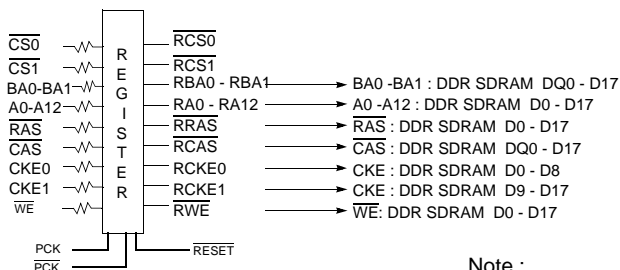 CS0 REGISTER RCS0
CS1 RCS1
BA0-BA1 RBA0 - RBA1 BA0 -BA1 : DDR SDRAM DQ0 - D17
A0-A12 RA0 - RA12 A0 -A12 : DDR SDRAM D0 - D17
RAS RRAS RAS : DDR SDRAM D0 - D17
CAS RCAS CAS : DDR SDRAM DQ0 - D17
CKE0 RCKE0 CKE : DDR SDRAM D0 - D8
CKE1 RCKE1 CKE : DDR SDRAM D9 - D17
WE RWE WE: DDR SDRAM D0 - D17
PCK RESET
PCK
Note :